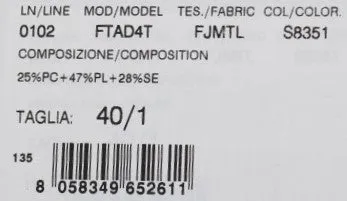 LN/LINE MOD/MODEL TES./FABRIC COL/COLOR.
0102 FTAD4T FJMTL S8351
COMPOSIZIONE/COMPOSITION
25%PC+47%PL+28%SE
TAGLIA: 40/1
135
8 058349 652611